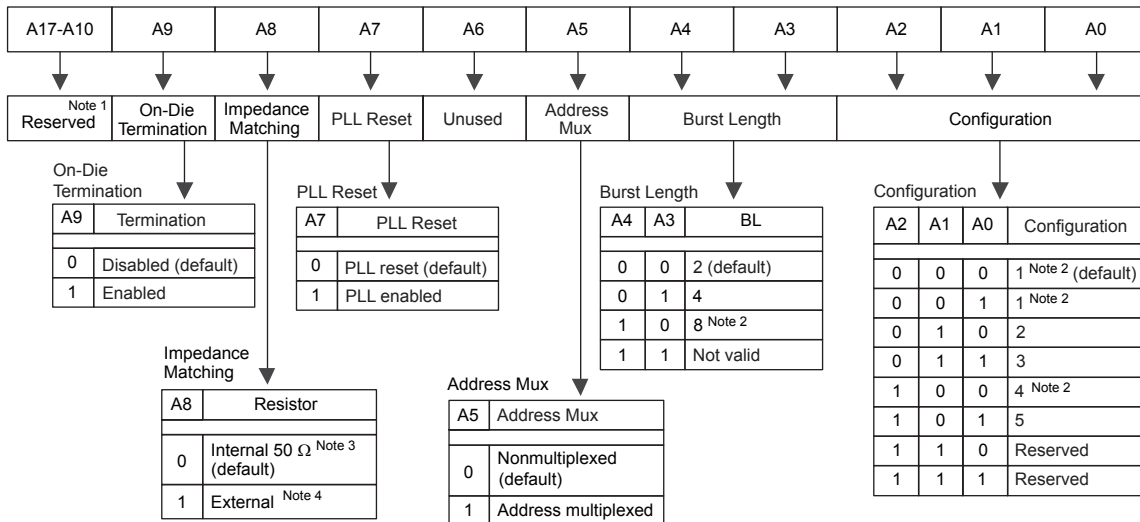 A17-A10 A9 A8 A7 A6 A5 A4 A3 A2 A1 A0
Reserved Note 1
On-Die
Termination
Impedance
Matching
PLL Reset
Unused
Address
Mux
Burst Length
Configuration
On-Die
Termination
A9 Termination
0 Disabled (default)
1 Enabled
PLL Reset
A7 PLL Reset
0 PLL reset (default)
1 PLL enabled
Burst Length
A4 A3 BL
0 0 2 (default)
0 1 4
1 0 8 Note 2
1 1 Not valid
Configuration
A2 A1 A0 Configuration
0 0 0 1 Note 2 (default)
0 0 1 1 Note 2
0 1 0 2
0 1 1 3
1 0 0 4 Note 2
1 0 1 5
1 1 0 Reserved
1 1 1 Reserved
Impedance
Matching
A8 Resistor
0 Internal 50 Ω Note 3
(default)
1 External Note 4
Address Mux
A5 Address Mux
0 Nonmultiplexed
(default)
1 Address multiplexed